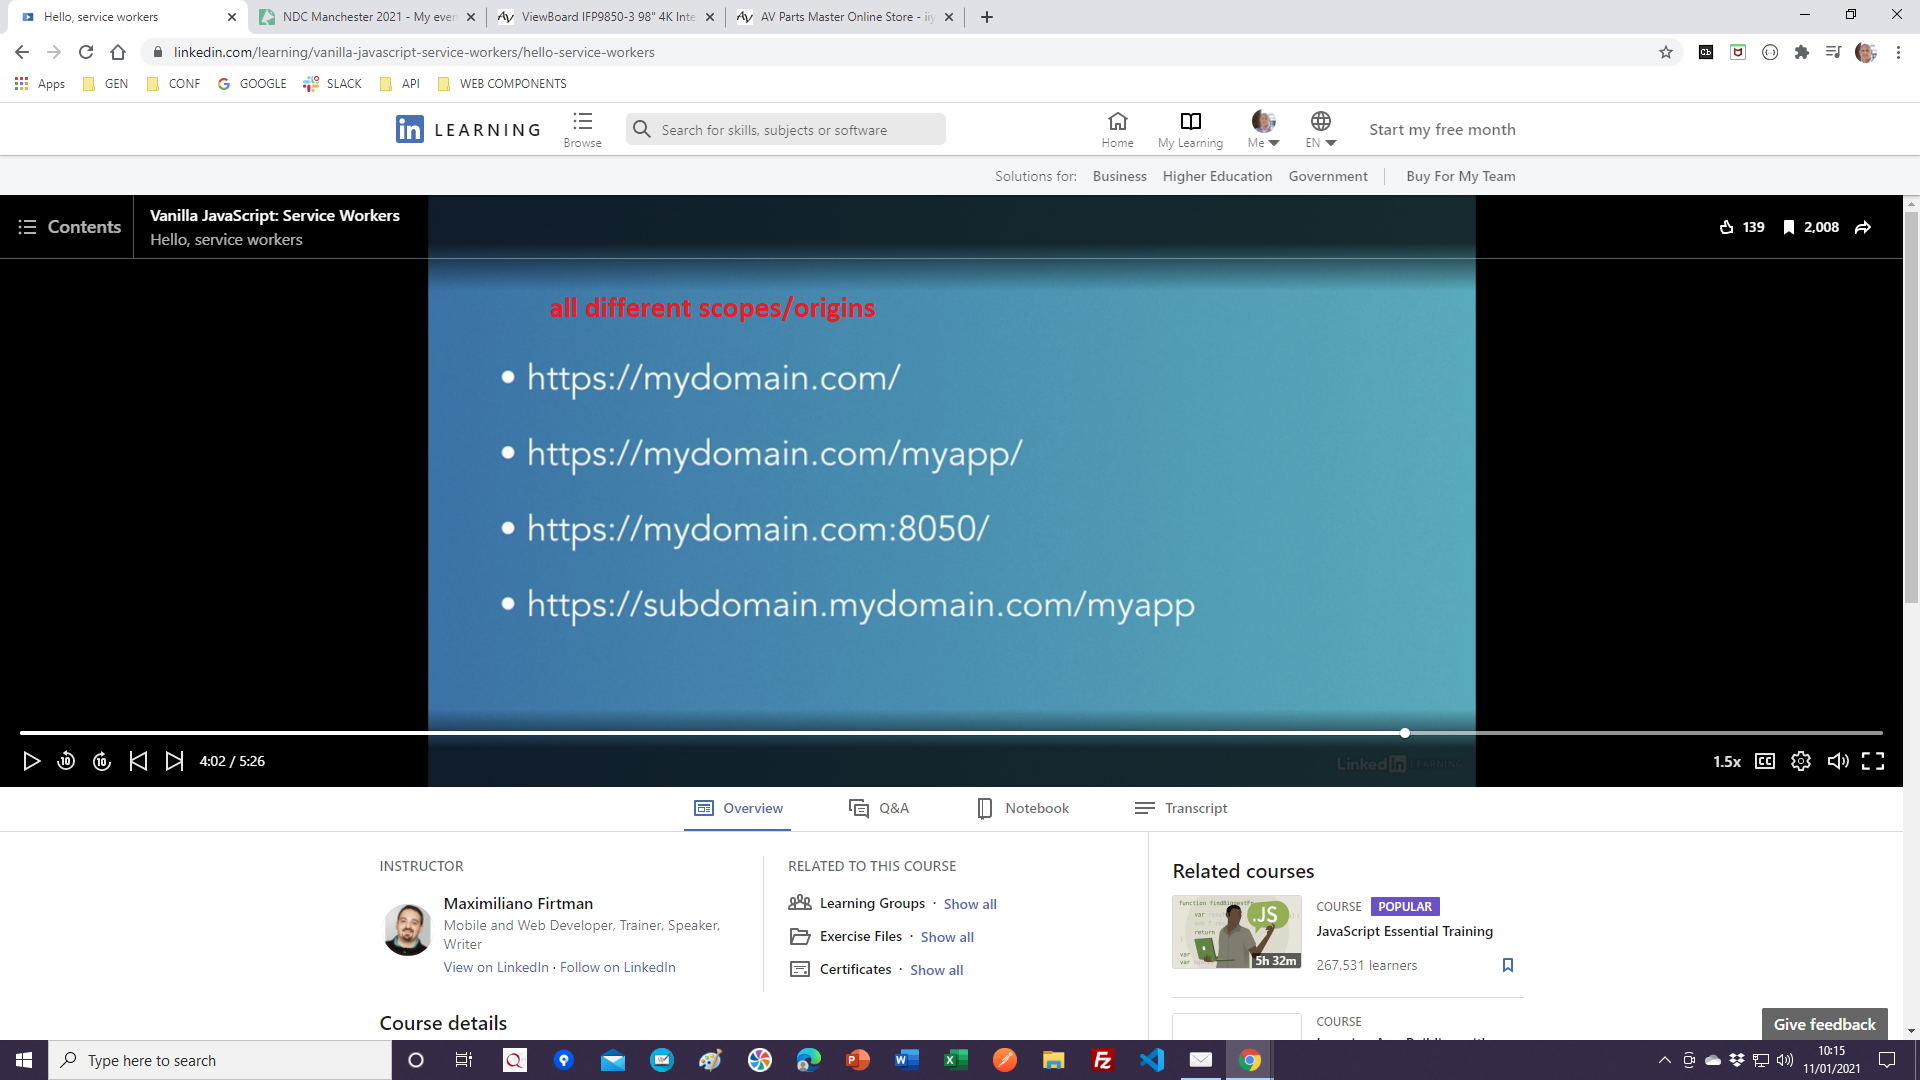 Hello, service workers
NDC Manchester 2021 - My even
ViewBoard IFP9850-3 98" 4K Inte
AV Parts Master Online Store - iiy
linkedin.com/learning/vanilla-javascript-service-workers/hello-service-workers
Apps GEN CONF GOOGLE SLACK API WEB COMPONENTS
in LEARNING
Browse
Search for skills, subjects or software
Home
My Learning
Me
EN
Start my free month
Solutions for: Business Higher Education Government Buy For My Team
Contents
Vanilla JavaScript: Service Workers
Hello, service workers
139 2,008
all different scopes/origins
• https://mydomain.com/
• https://mydomain.com/myapp/
• https://mydomain.com:8050/
• https://subdomain.mydomain.com/myapp
10 10 4:02 / 5:26
LinkedIn LEARNING
1.5x CC
Overview Q&A Notebook Transcript
INSTRUCTOR
Maximiliano Firtman
Mobile and Web Developer, Trainer, Speaker,
Writer
View on LinkedIn · Follow on LinkedIn
RELATED TO THIS COURSE
Learning Groups · Show all
Exercise Files · Show all
Certificates · Show all
Course details
Related courses
.JS
5h 32m
COURSE POPULAR
JavaScript Essential Training
267,531 learners
COURSE
Give feedback
Type here to search
10:15
11/01/2021